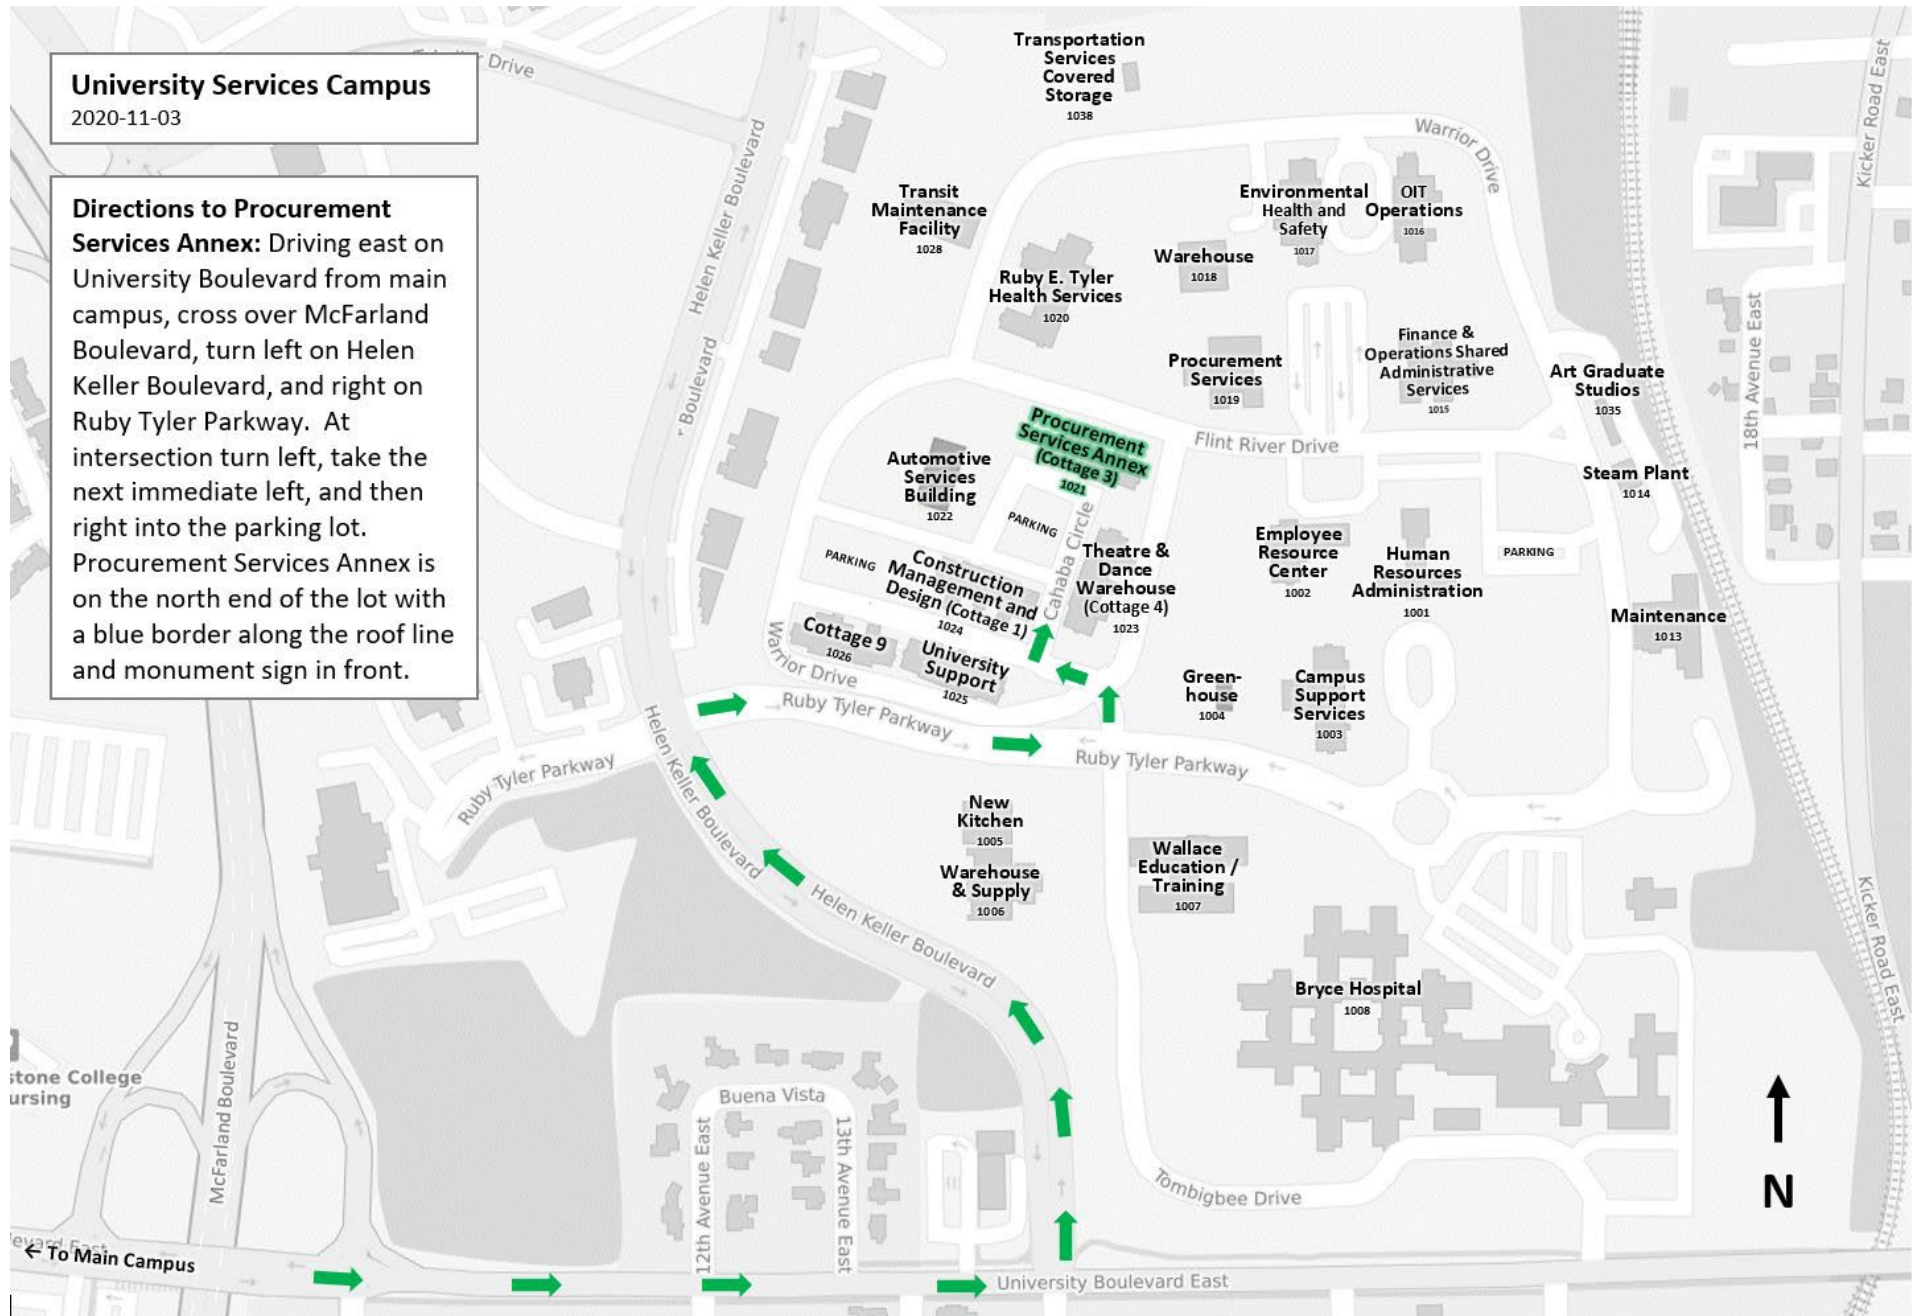 University Services Campus
2020-11-03
Directions to Procurement
Services Annex: Driving east on
University Boulevard from main
campus, cross over McFarland
Boulevard, turn left on Helen
Keller Boulevard, and right on
Ruby Tyler Parkway. At
intersection turn left, take the
next immediate left, and then
right into the parking lot.
Procurement Services Annex is
on the north end of the lot with
a blue border along the roof line
and monument sign in front.
Drive
Transportation
Services
Covered
Storage
1038
Kicker Road East
Warrior Drive
Helen Keller Boulevard
Transit
Maintenance
Facility
1028
Environmental
Health and
Safety
1017
OIT
Operations
1016
Warehouse
1018
Ruby E. Tyler
Health Services
1020
Boulevard
Procurement
Services
1019
Finance &
Operations Shared
Administrative
Services
1015
Art Graduate
Studios
1035
18th Avenue East
Procurement
Services Annex
(Cottage 3)
1021
Flint River Drive
Automotive
Services
Building
1022
Steam Plant
1014
PARKING
Cahaba Circle
PARKING
Construction
Management and
Design (Cottage 1)
1024
Theatre &
Dance
Warehouse
(Cottage 4)
1023
Employee
Resource
Center
1002
Human
Resources
Administration
1001
PARKING
Maintenance
1013
Cottage 9
1026
University
Support
1025
Warrior Drive
Green-
house
1004
Campus
Support
Services
1003
Ruby Tyler Parkway
Ruby Tyler Parkway
Ruby Tyler Parkway
Helen Keller Boulevard
New
Kitchen
1005
Warehouse
& Supply
1006
Wallace
Education /
Training
1007
Helen Keller Boulevard
Kicker Road East
Bryce Hospital
1008
stone College
ursing
McFarland Boulevard
Buena Vista
12th Avenue East
13th Avenue East
Tombigbee Drive
N
← To Main Campus
University Boulevard East